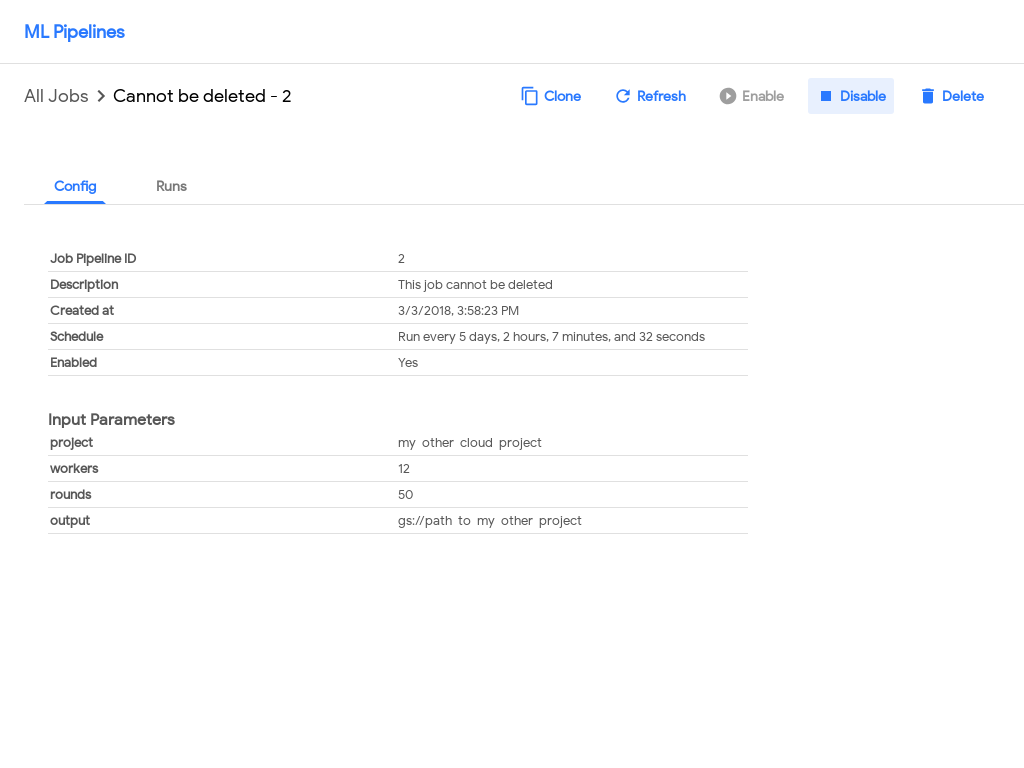 ML Pipelines
All Jobs > Cannot be deleted - 2 Clone Refresh Enable Disable Delete
Config Runs
Job Pipeline ID 2
Description This job cannot be deleted
Created at 3/3/2018, 3:58:23 PM
Schedule Run every 5 days, 2 hours, 7 minutes, and 32 seconds
Enabled Yes
Input Parameters
project my other cloud project
workers 12
rounds 50
output gs://path to my other project